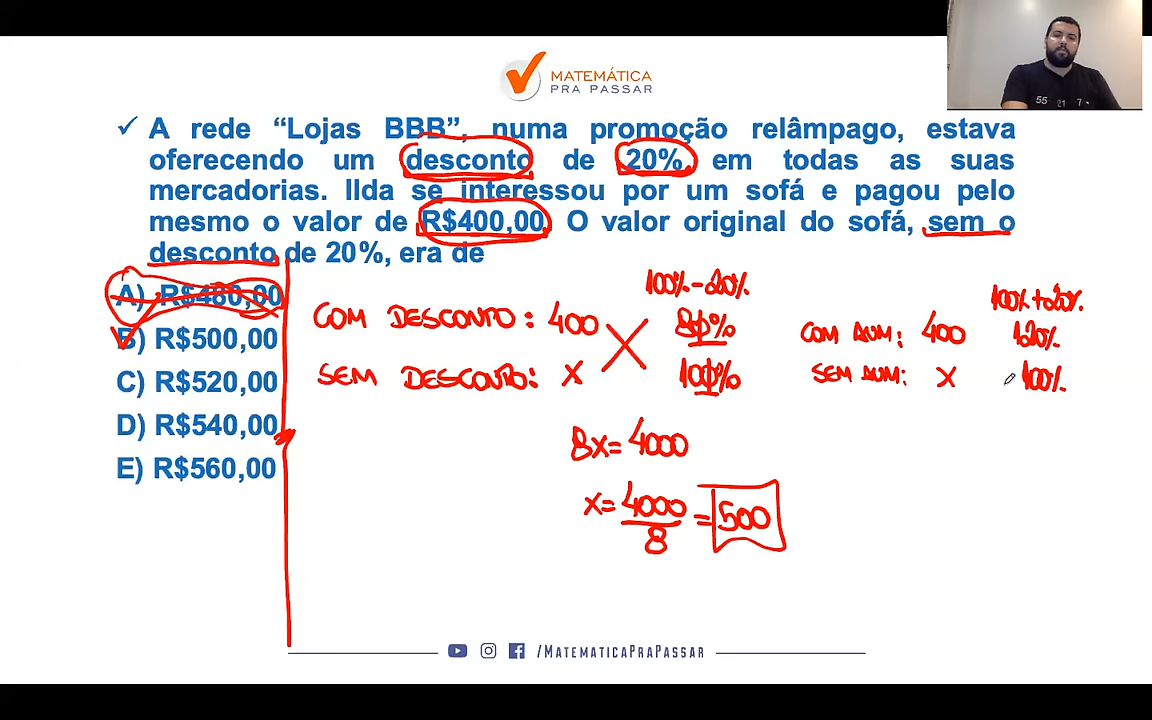 MATEMÁTICA
PRA PASSAR
✓ A rede “Lojas BBB”, numa promoção relâmpago, estava
oferecendo um desconto de 20%, em todas as suas
mercadorias. Ilda se interessou por um sofá e pagou pelo
mesmo o valor de R$400,00. O valor original do sofá, sem o
desconto de 20%, era de
A) R$480,00
B) R$500,00
C) R$520,00
D) R$540,00
E) R$560,00
100%-20%
COM DESCONTO: 400 80%
SEM DESCONTO: X 100%
8X=4000
X=4000/8=500
100%+20%
COM AUM: 400 120%
SEM AUM: X 100%
/MATEMATICAPRAPASSAR
55 21 7